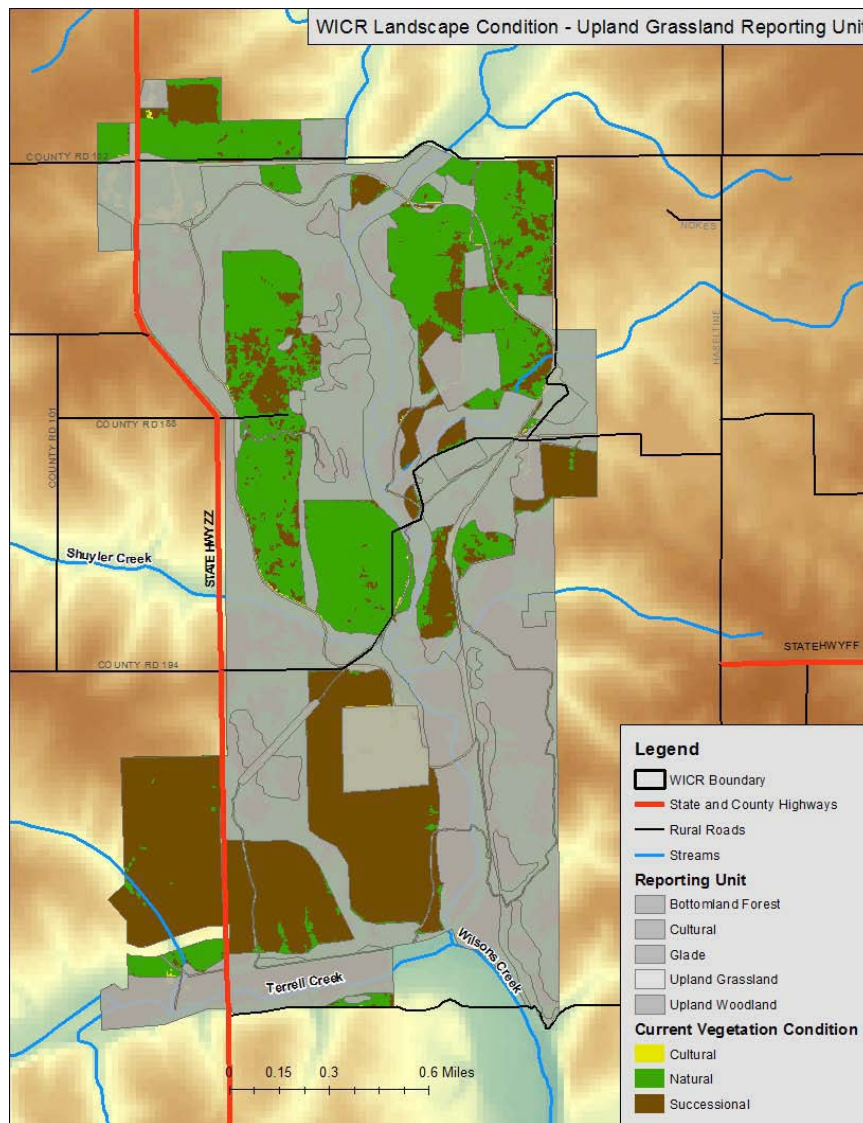 WICR Landscape Condition - Upland Grassland Reporting Unit
COUNTY RD 182
NOKES
HASELTINE
COUNTY RD 101
COUNTY RD 188
STATE HWY ZZ
Shuyler Creek
COUNTY RD 194
STATE HWY FF
Wilsons Creek
Terrell Creek
0 0.15 0.3 0.6 Miles
Legend
WICR Boundary
State and County Highways
Rural Roads
Streams
Reporting Unit
Bottomland Forest
Cultural
Glade
Upland Grassland
Upland Woodland
Current Vegetation Condition
Cultural
Natural
Successional